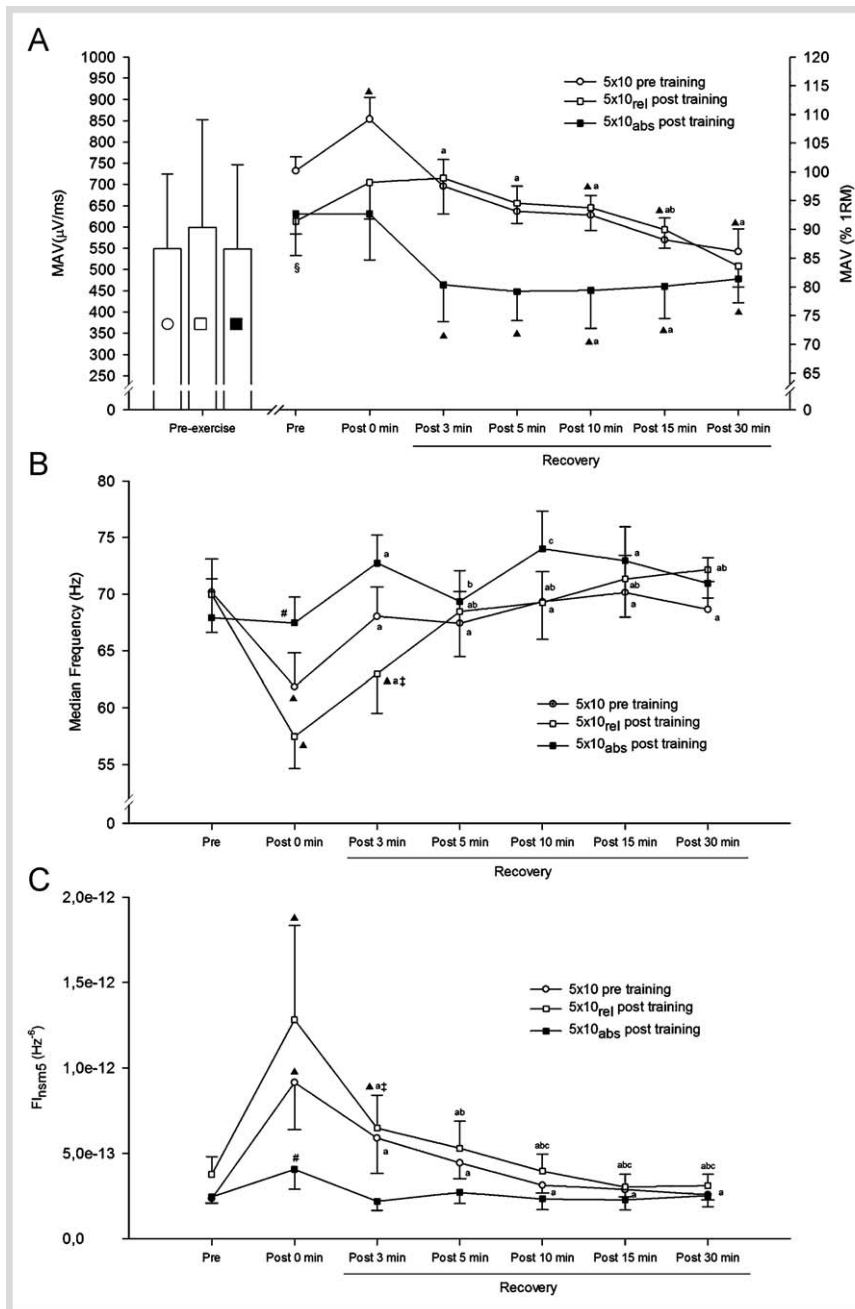 A
1000
950
900
850
800
750
700
650
600
550
500
450
400
350
300
250
0
MAV(µV/ms)
120
115
110
105
100
95
90
85
80
75
70
65
0
MAV (% 1RM)
5x10 pre training
5x10rel post training
5x10abs post training
▲
a
a
▲a
▲ab
▲a
§
▲
▲
▲a
▲a
▲
Pre-exercise
Pre
Post 0 min
Post 3 min
Post 5 min
Post 10 min
Post 15 min
Post 30 min
Recovery
B
80
75
70
65
60
55
0
Median Frequency (Hz)
#
a
b
c
a
ab
ab
ab
a
a
a
a
a
▲
▲a‡
▲
5x10 pre training
5x10rel post training
5x10abs post training
Pre
Post 0 min
Post 3 min
Post 5 min
Post 10 min
Post 15 min
Post 30 min
Recovery
C
2,0e-12
1,5e-12
1,0e-12
5,0e-13
0,0
FInsm5 (Hz-6)
▲
▲
#
▲a‡
a
ab
a
abc
a
abc
a
abc
a
5x10 pre training
5x10rel post training
5x10abs post training
Pre
Post 0 min
Post 3 min
Post 5 min
Post 10 min
Post 15 min
Post 30 min
Recovery